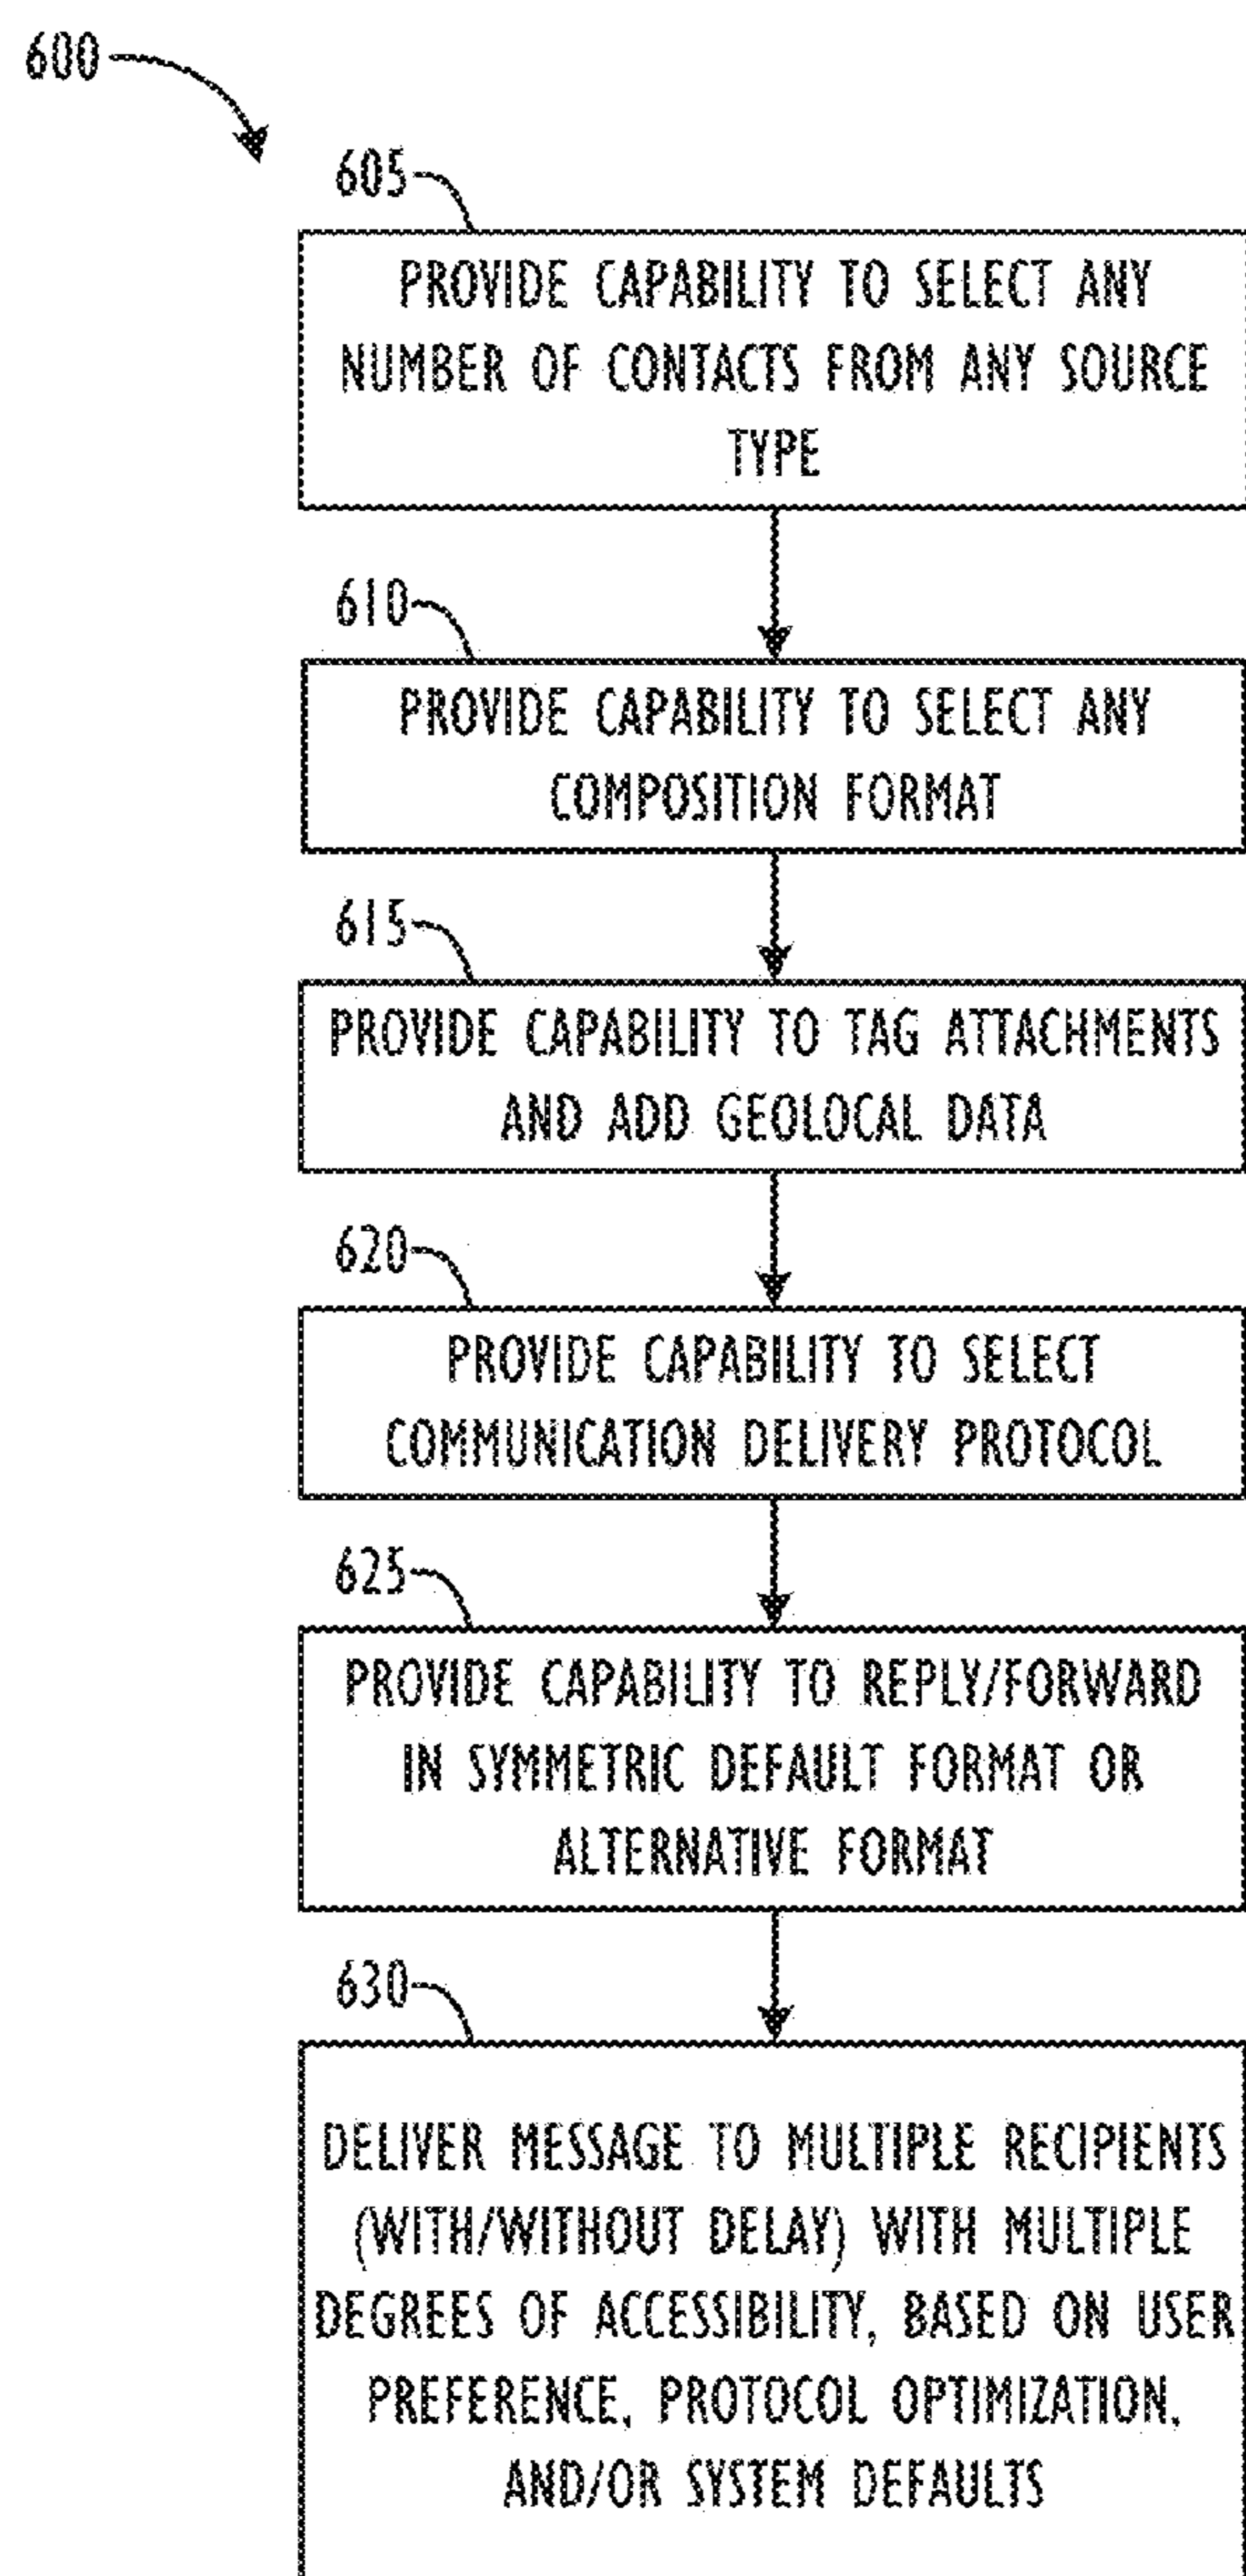 600
605
PROVIDE CAPABILITY TO SELECT ANY
NUMBER OF CONTACTS FROM ANY SOURCE
TYPE
610
PROVIDE CAPABILITY TO SELECT ANY
COMPOSITION FORMAT
615
PROVIDE CAPABILITY TO TAG ATTACHMENTS
AND ADD GEOLOCAL DATA
620
PROVIDE CAPABILITY TO SELECT
COMMUNICATION DELIVERY PROTOCOL
625
PROVIDE CAPABILITY TO REPLY/FORWARD
IN SYMMETRIC DEFAULT FORMAT OR
ALTERNATIVE FORMAT
630
DELIVER MESSAGE TO MULTIPLE RECIPIENTS
(WITH/WITHOUT DELAY) WITH MULTIPLE
DEGREES OF ACCESSIBILITY, BASED ON USER
PREFERENCE, PROTOCOL OPTIMIZATION,
AND/OR SYSTEM DEFAULTS